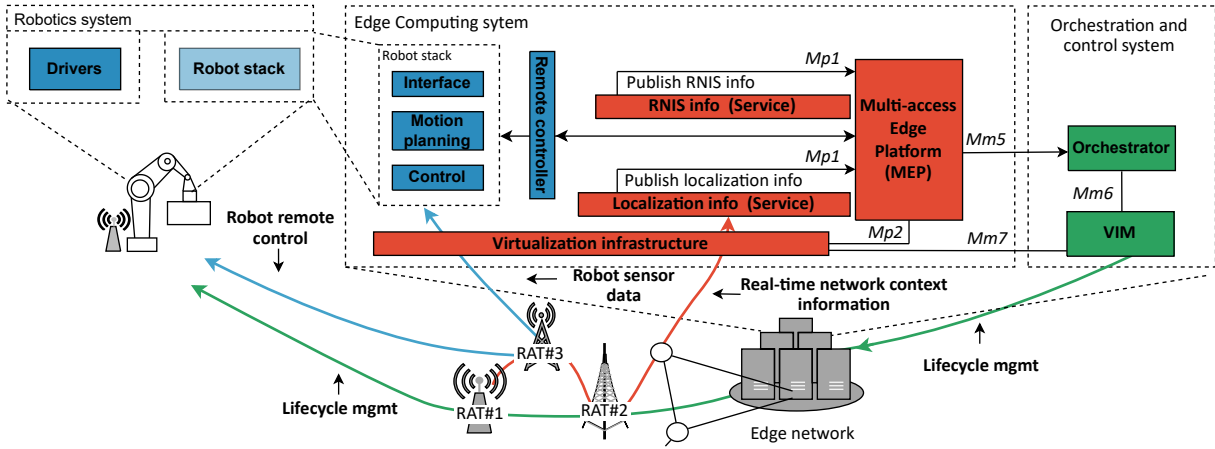 Robotics system
Drivers
Robot stack
Edge Computing sytem
Robot stack
Interface
Motion
planning
Control
Remote controller
Mp1
Publish RNIS info
RNIS info (Service)
Mp1
Publish localization info
Localization info (Service)
Multi-access
Edge
Platform
(MEP)
Mm5
Mp2
Virtualization infrastructure
Mm7
Orchestration and
control system
Orchestrator
Mm6
VIM
Robot remote
control
Robot sensor
data
Real-time network context
information
Lifecycle mgmt
Lifecycle mgmt
RAT#3
RAT#1
RAT#2
Edge network